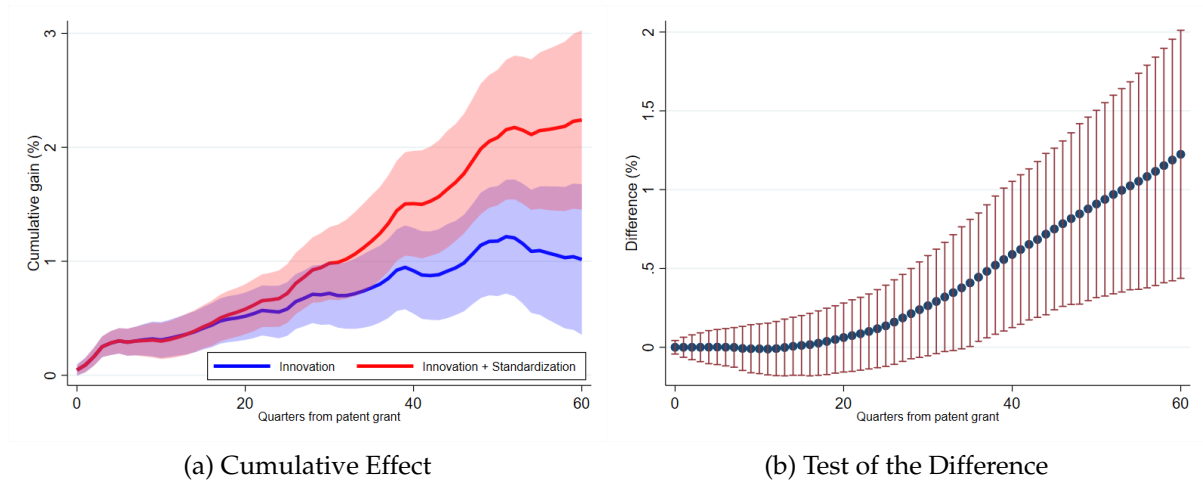 3
2
1
0
Cumulative gain (%)
Innovation
Innovation + Standardization
0
20
40
60
Quarters from patent grant
(a) Cumulative Effect
2
1.5
1
.5
0
Difference (%)
0
20
40
60
Quarters from patent grant
(b) Test of the Difference